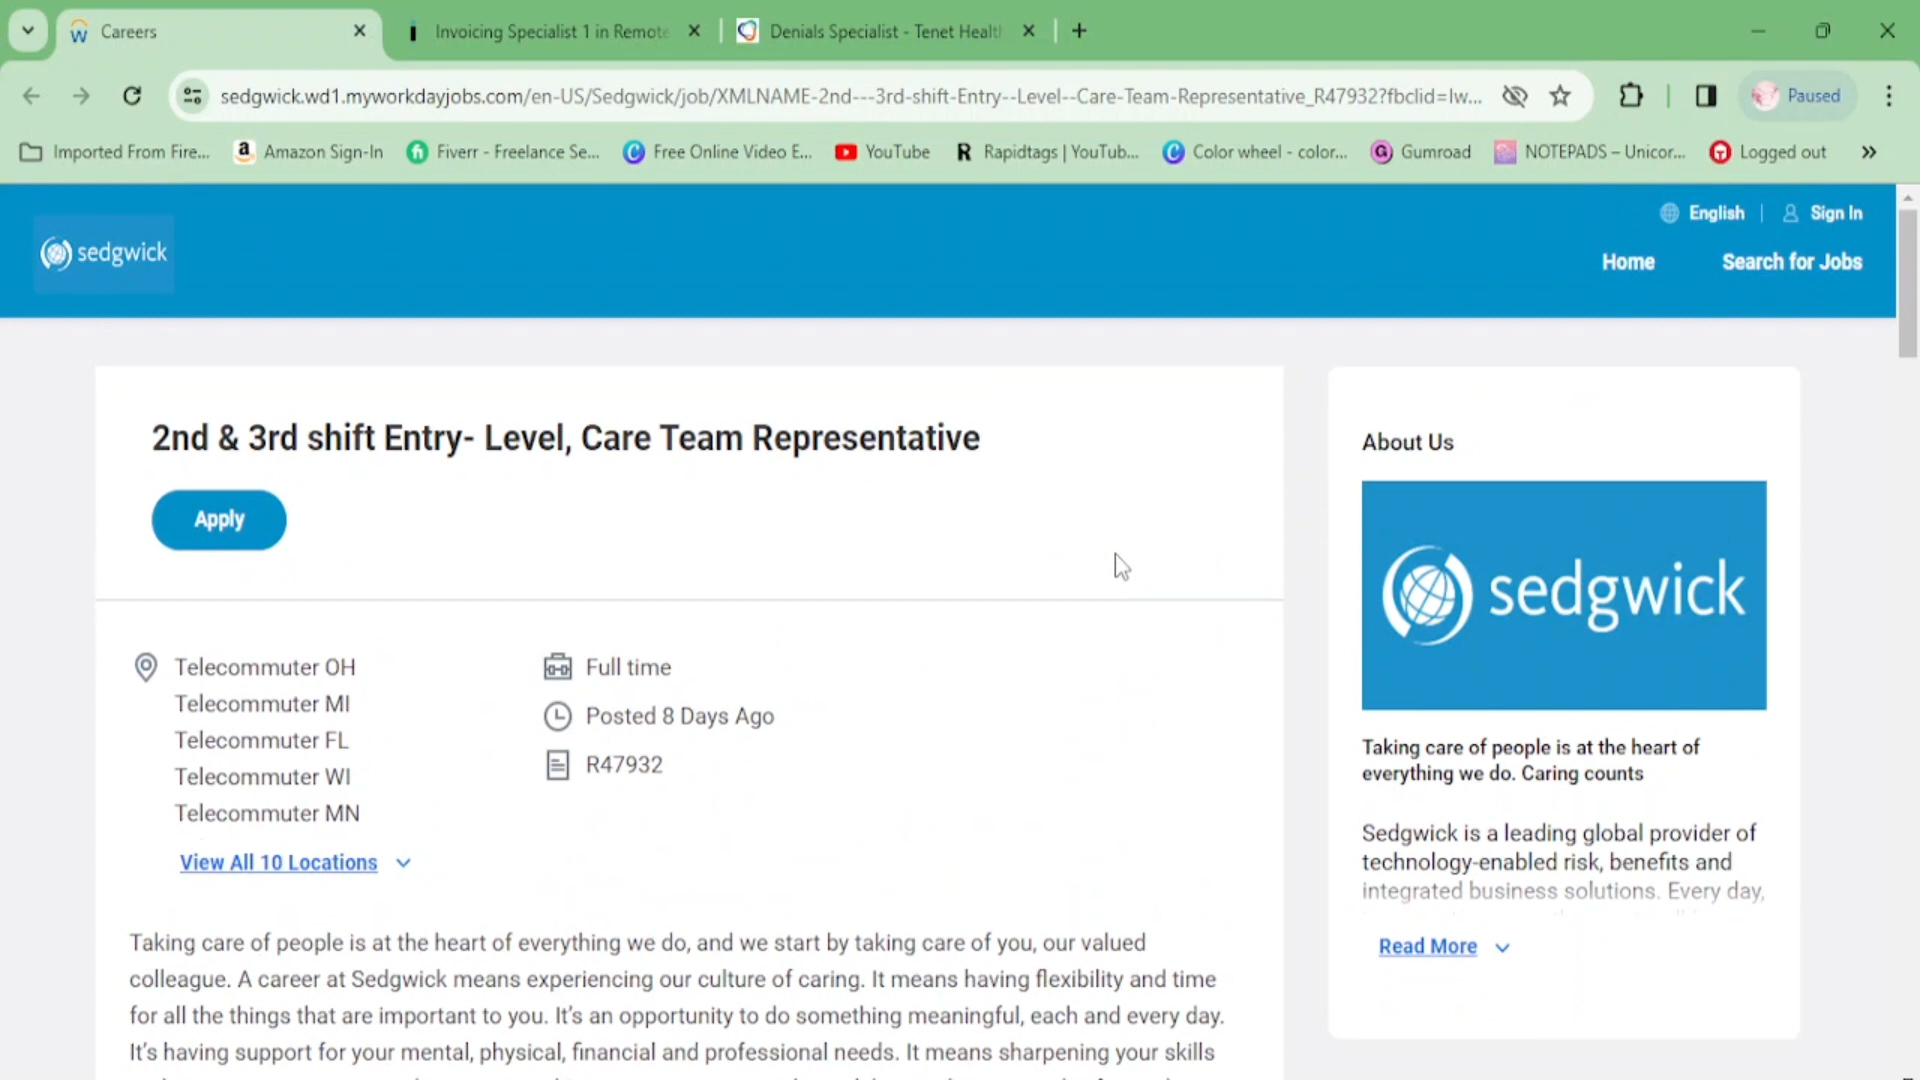 Careers
Invoicing Specialist 1 in Remote
Denials Specialist - Tenet Healt
sedgwick.wd1.myworkdayjobs.com/en-US/Sedgwick/job/XMLNAME-2nd---3rd-shift-Entry--Level--Care-Team-Representative_R47932?fbclid=Iw...
Paused
Imported From Fire...
Amazon Sign-In
Fiverr - Freelance Se...
Free Online Video E...
YouTube
Rapidtags | YouTub...
Color wheel - color...
Gumroad
NOTEPADS – Unicor...
Logged out
English
Sign In
sedgwick
Home
Search for Jobs
2nd & 3rd shift Entry- Level, Care Team Representative
Apply
Telecommuter OH
Telecommuter MI
Telecommuter FL
Telecommuter WI
Telecommuter MN
View All 10 Locations
Full time
Posted 8 Days Ago
R47932
Taking care of people is at the heart of everything we do, and we start by taking care of you, our valued
colleague. A career at Sedgwick means experiencing our culture of caring. It means having flexibility and time
for all the things that are important to you. It's an opportunity to do something meaningful, each and every day.
It's having support for your mental, physical, financial and professional needs. It means sharpening your skills
About Us
sedgwick
Taking care of people is at the heart of
everything we do. Caring counts
Sedgwick is a leading global provider of
technology-enabled risk, benefits and
integrated business solutions. Every day,
Read More